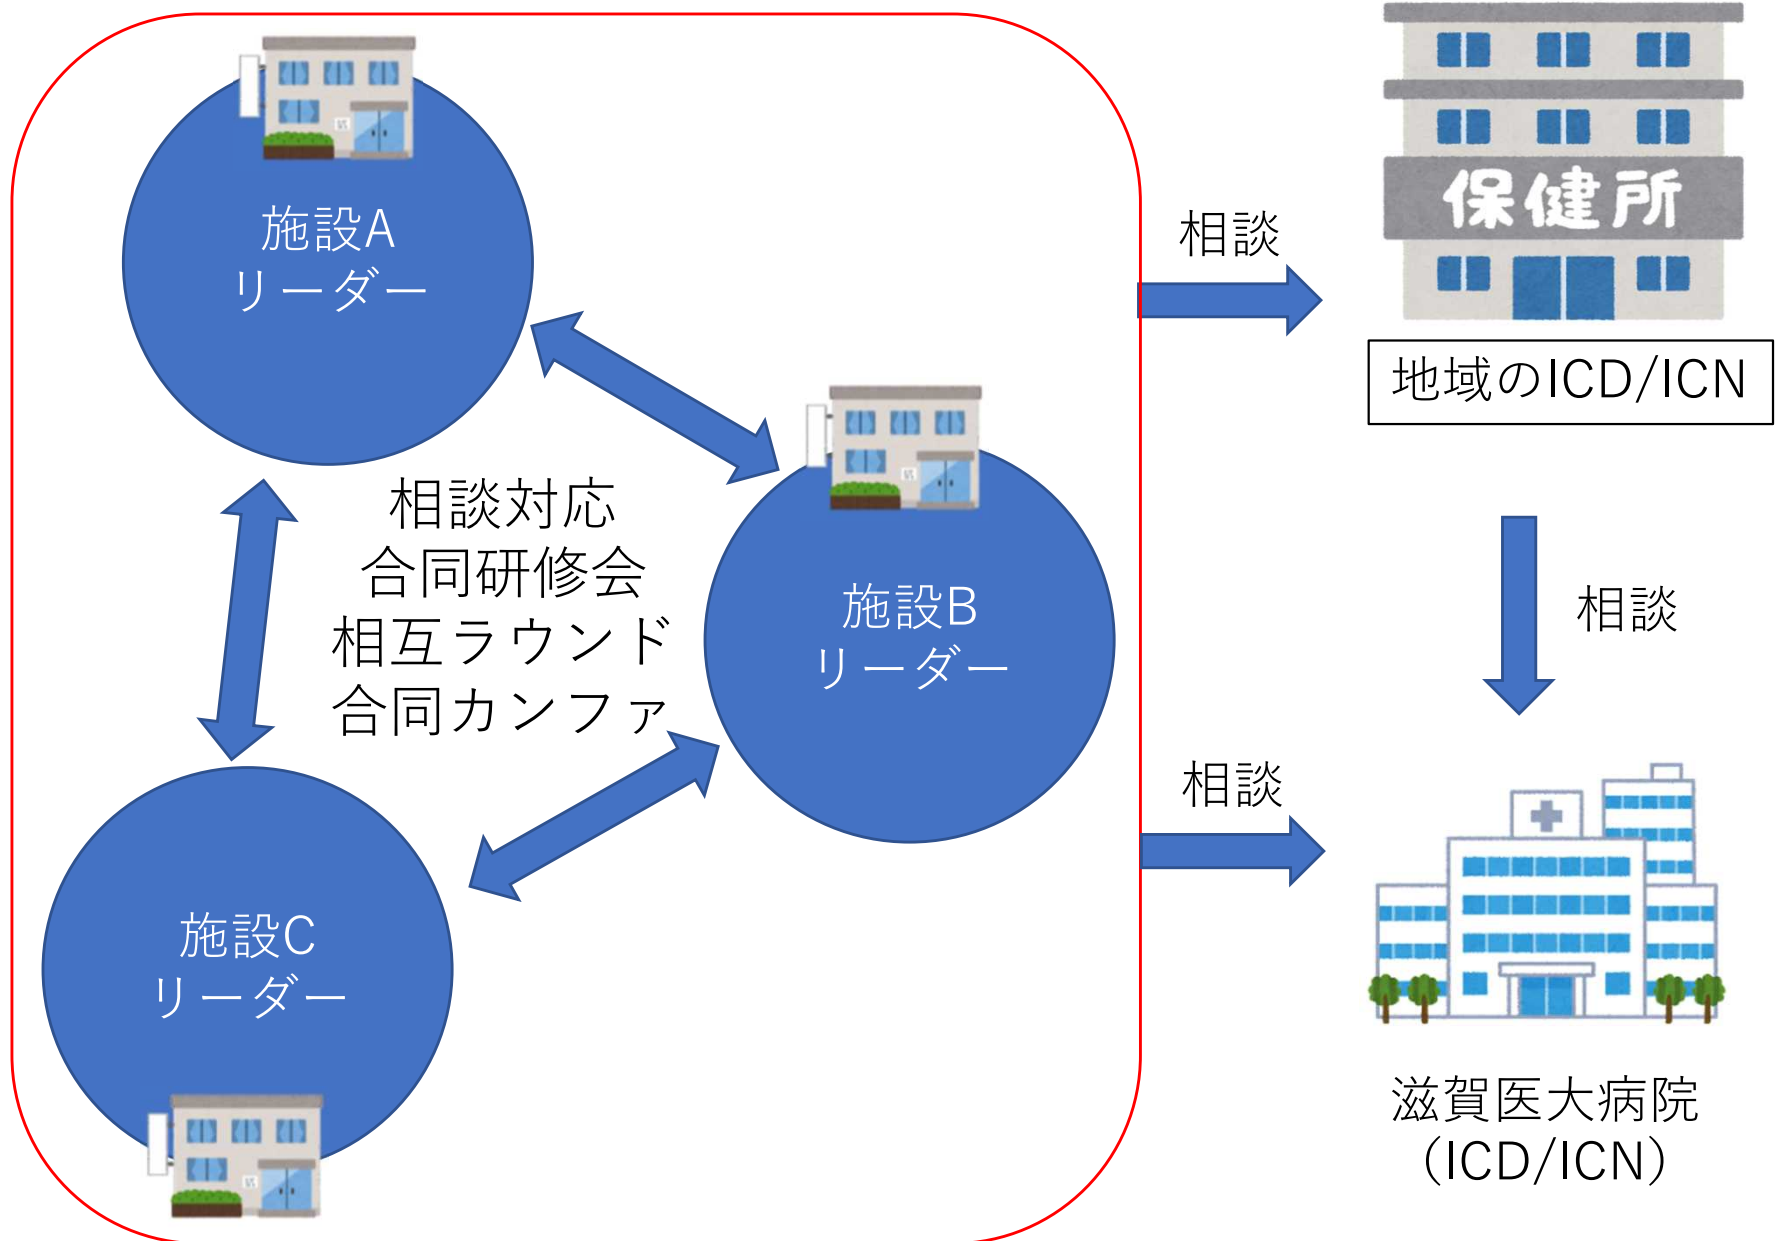 施設A
リーダー
相談対応
合同研修会
相互ラウンド
合同カンファ
施設B
リーダー
施設C
リーダー
相談
保健所
地域のICD/ICN
相談
相談
滋賀医大病院
（ICD/ICN）